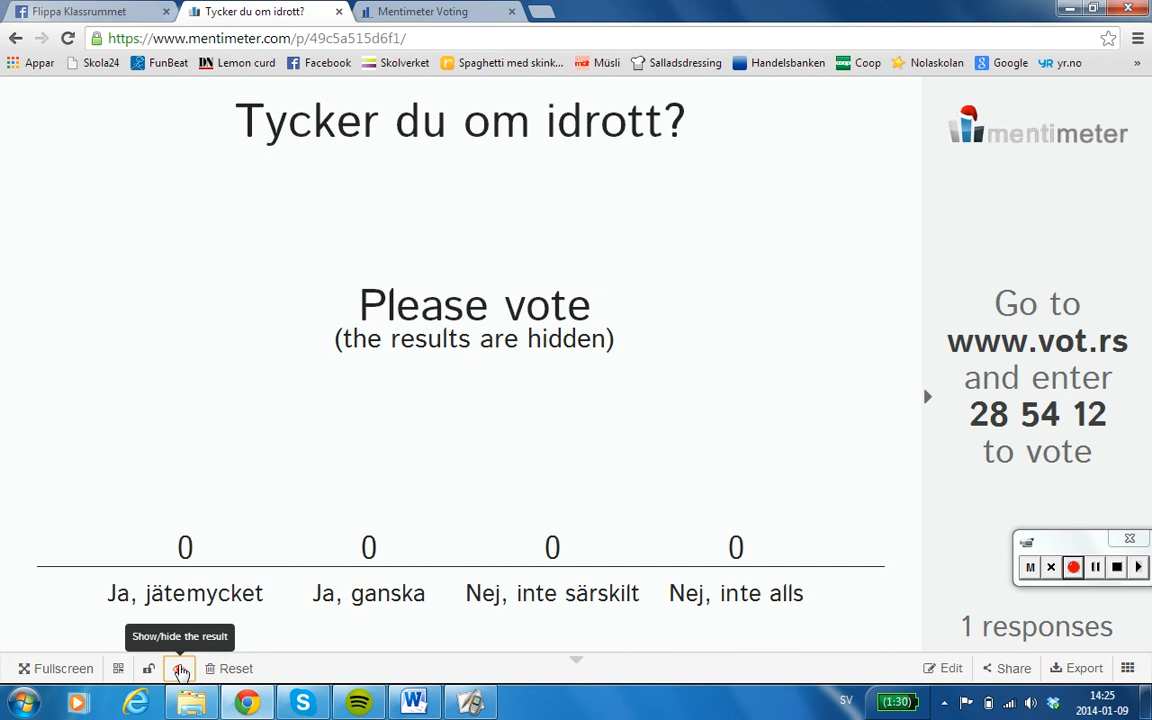 Flippa Klassrummet
Tycker du om idrott?
Mentimeter Voting
https://www.mentimeter.com/p/49c5a515d6f1/
Appar
Skola24
FunBeat
Lemon curd
Facebook
Skolverket
Spaghetti med skink...
Müsli
Salladsdressing
Handelsbanken
Coop
Nolaskolan
Google
yr.no
»
Tycker du om idrott?
mentimeter
Please vote
(the results are hidden)
Go to
www.vot.rs
and enter
28 54 12
to vote
0 0 0 0
Ja, jätemycket
Ja, ganska
Nej, inte särskilt
Nej, inte alls
M
1 responses
Show/hide the result
Fullscreen
Reset
Edit
Share
Export
SV
(1:30)
14:25
2014-01-09